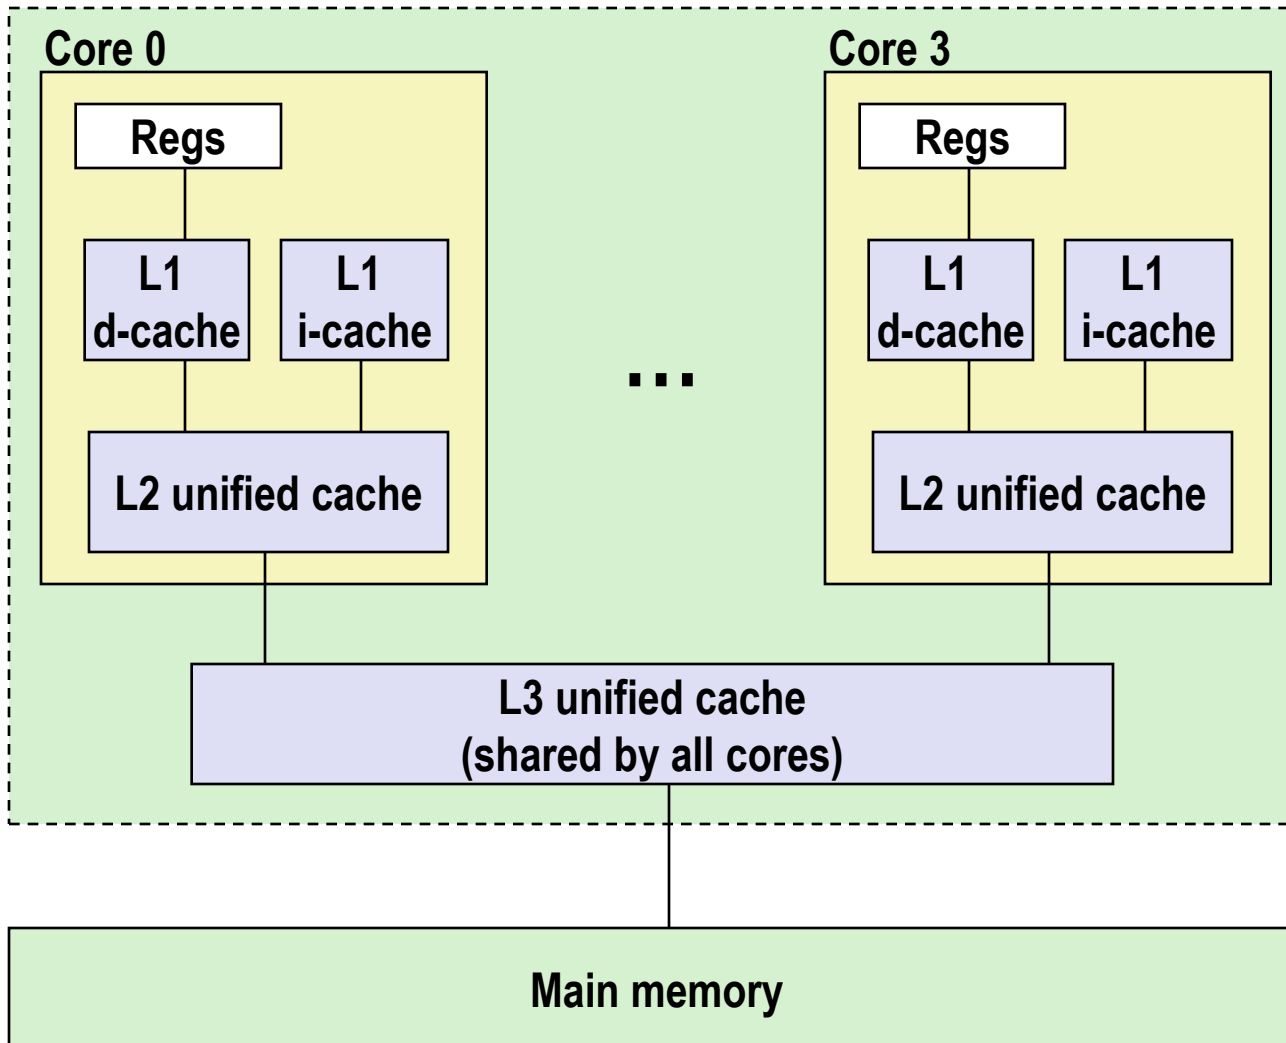 Core 0
Regs
L1
d-cache
L1
i-cache
L2 unified cache
...
Core 3
Regs
L1
d-cache
L1
i-cache
L2 unified cache
L3 unified cache
(shared by all cores)
Main memory